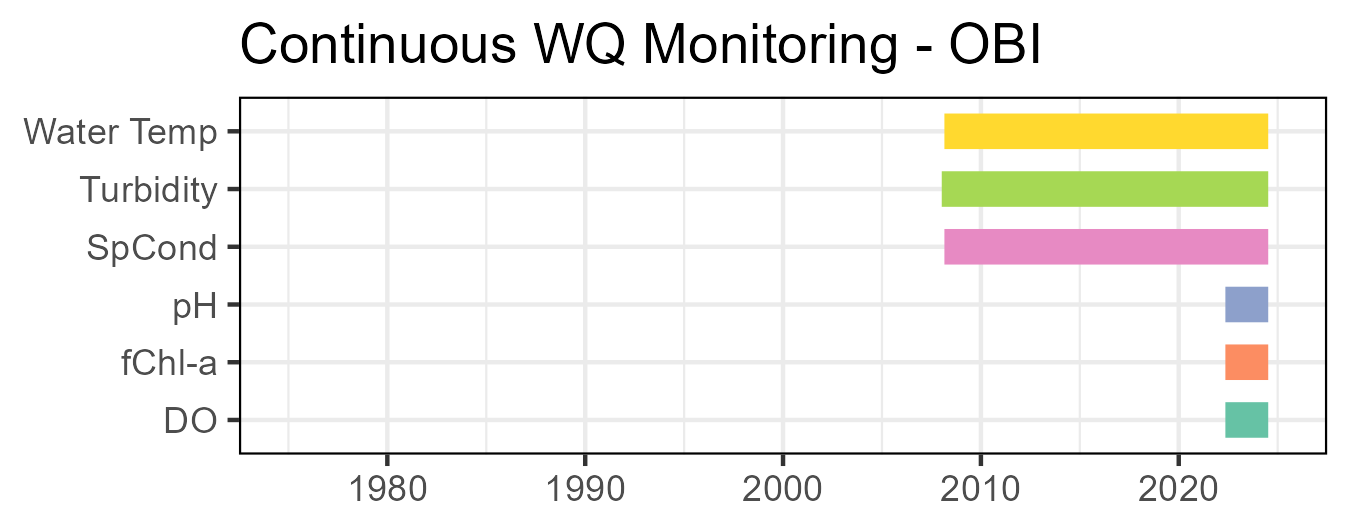 Continuous WQ Monitoring - OBI
Water Temp
Turbidity
SpCond
pH
fChl-a
DO
1980 1990 2000 2010 2020